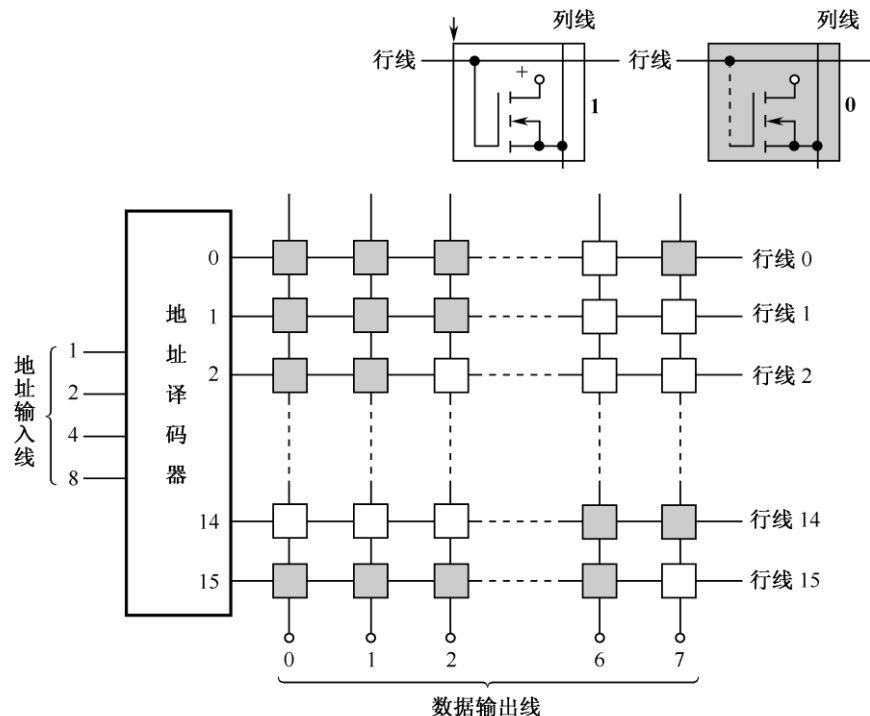 列线
列线
行线
行线
+
1
0
0
行线 0
地
1
行线 1
址
2
行线 2
译
码
器
地址输入线
1
2
4
8
14
行线 14
15
行线 15
0
1
2
6
7
数据输出线